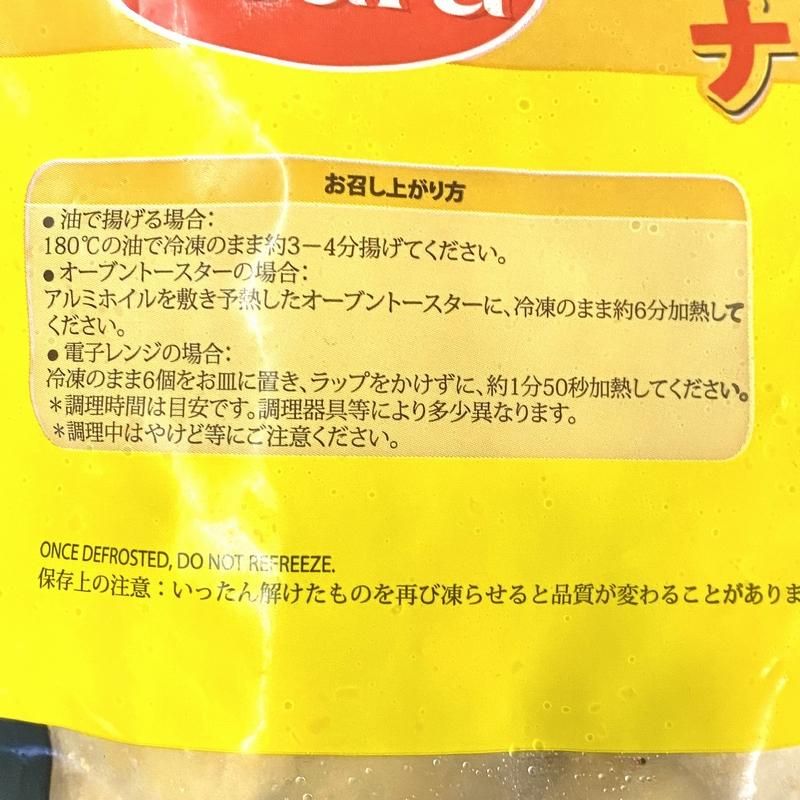 ナ
お召し上がり方
●油で揚げる場合：
180℃の油で冷凍のまま約3－4分揚げてください。
●オーブントースターの場合：
アルミホイルを敷き予熱したオーブントースターに、冷凍のまま約6分加熱して
ください。
●電子レンジの場合：
冷凍のまま6個をお皿に置き、ラップをかけずに、約1分50秒加熱してください。
＊調理時間は目安です。調理器具等により多少異なります。
＊調理中はやけど等にご注意ください。
ONCE DEFROSTED, DO NOT REFREEZE.
保存上の注意：いったん解けたものを再び凍らせると品質が変わることがありま